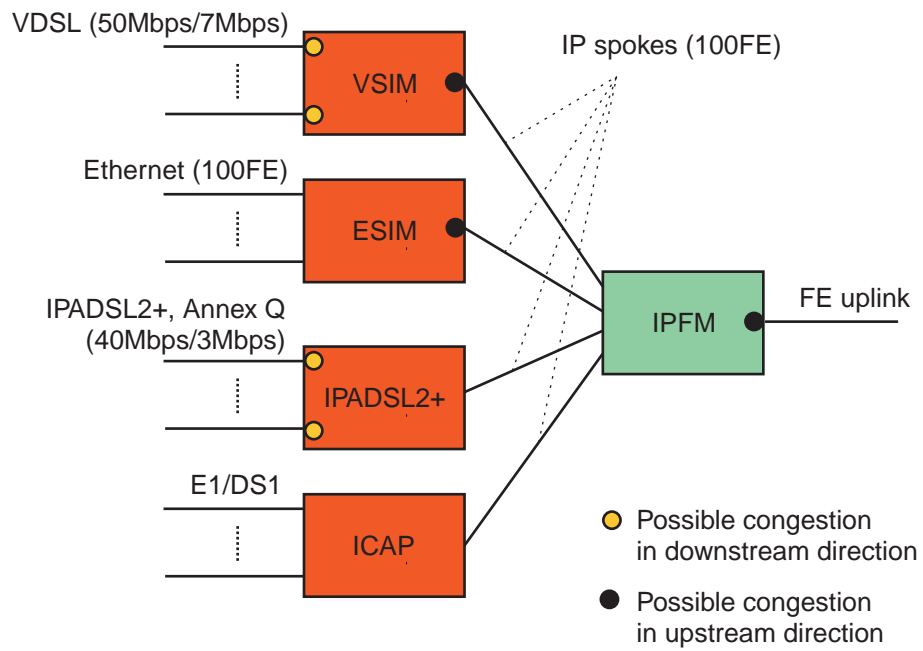 VDSL (50Mbps/7Mbps)
IP spokes (100FE)
VSIM
Ethernet (100FE)
ESIM
IPFM
FE uplink
IPADSL2+, Annex Q
(40Mbps/3Mbps)
IPADSL2+
E1/DS1
ICAP
Possible congestion
in downstream direction
Possible congestion
in upstream direction